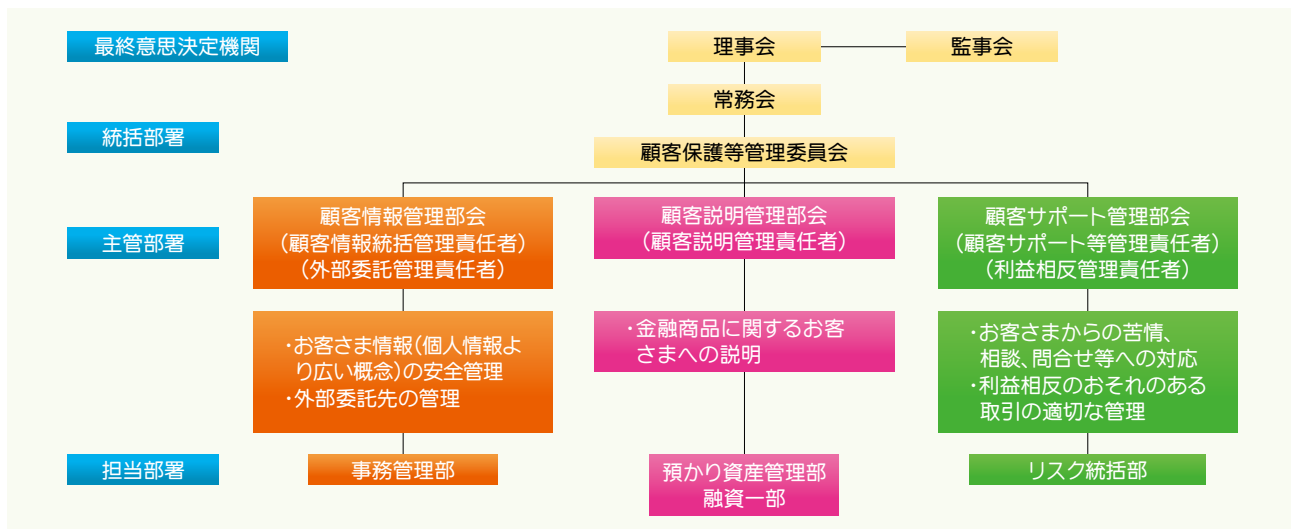 最終意思決定機関
理事会
監事会
常務会
統括部署
顧客保護等管理委員会
主管部署
顧客情報管理部会
（顧客情報統括管理責任者）
（外部委託管理責任者）
顧客説明管理部会
（顧客説明管理責任者）
顧客サポート管理部会
（顧客サポート等管理責任者）
（利益相反管理責任者）
・お客さま情報（個人情報よ
り広い概念）の安全管理
・外部委託先の管理
・金融商品に関するお客
さまへの説明
・お客さまからの苦情、
相談、問合せ等への対応
・利益相反のおそれのある
取引の適切な管理
担当部署
事務管理部
預かり資産管理部
融資一部
リスク統括部